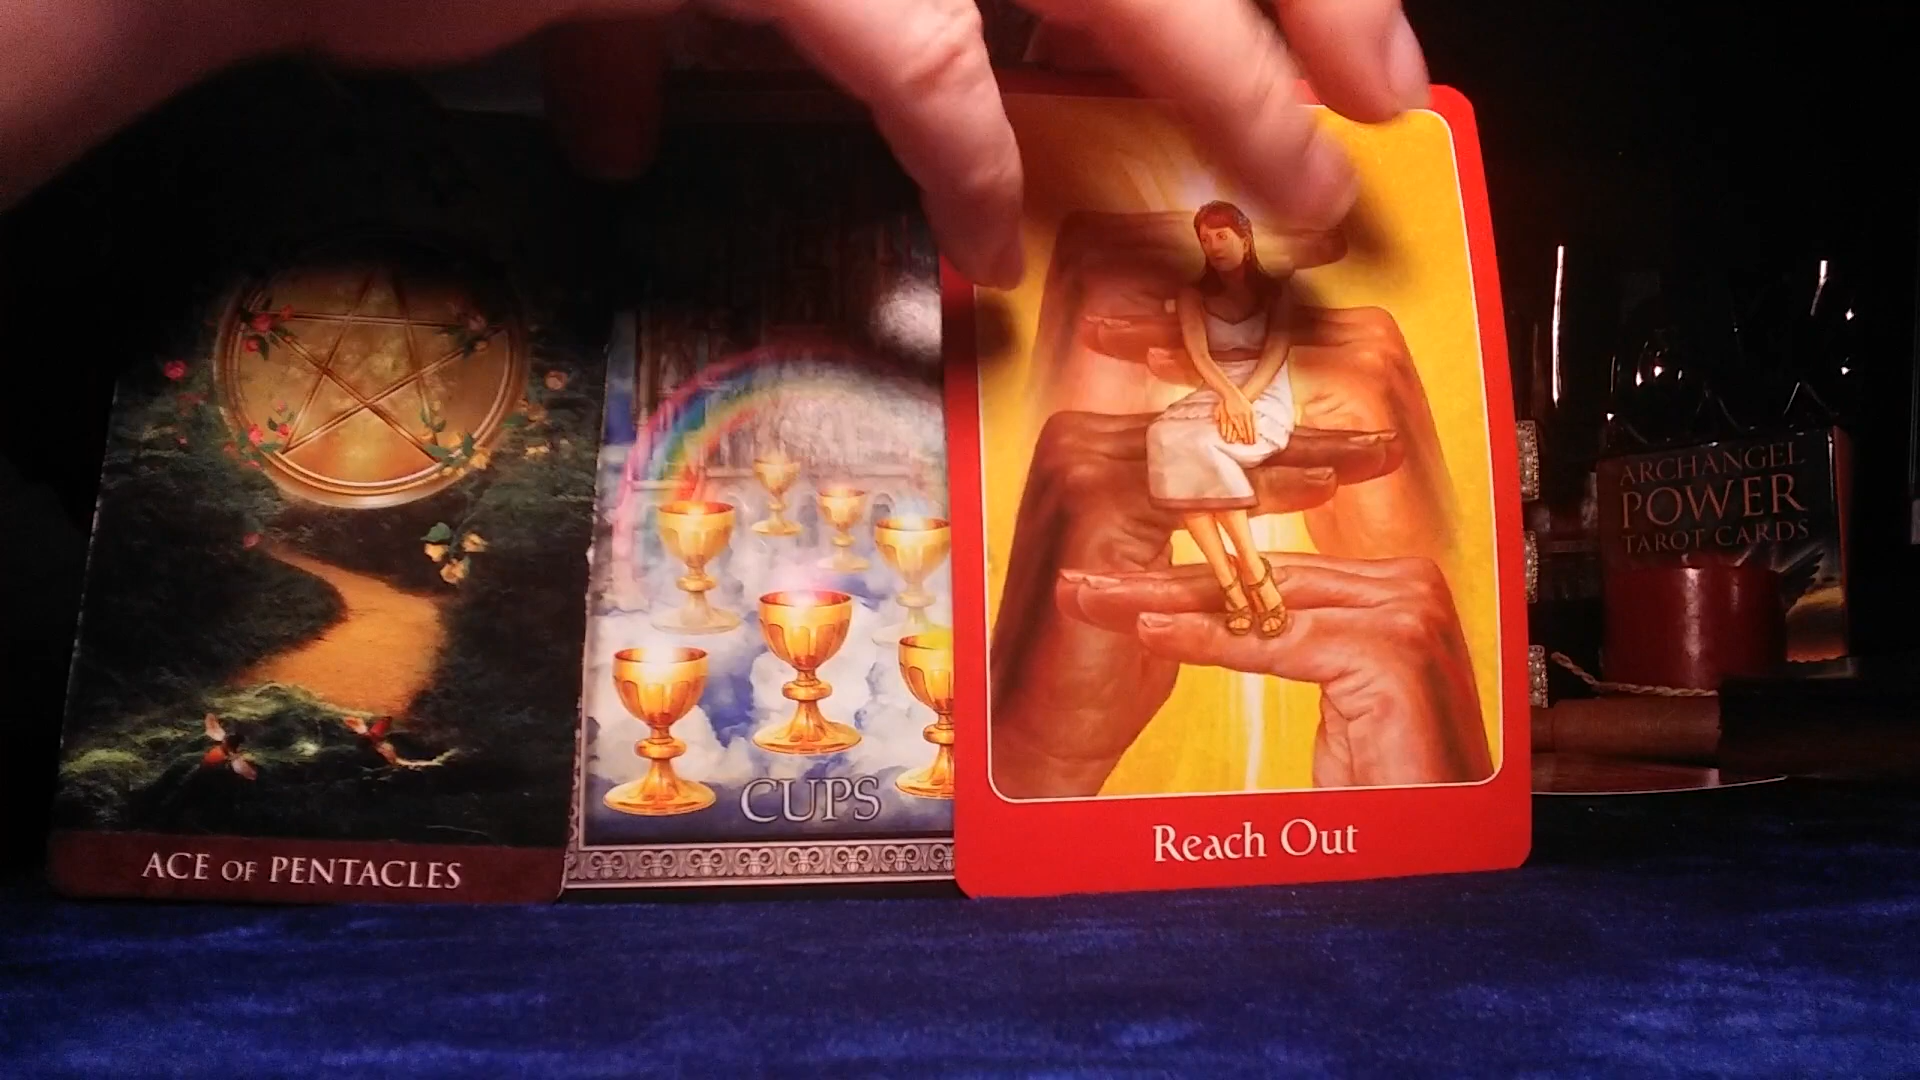 ACE OF PENTACLES
CUPS
Reach Out
ARCHANGEL
POWER
TAROT CARDS